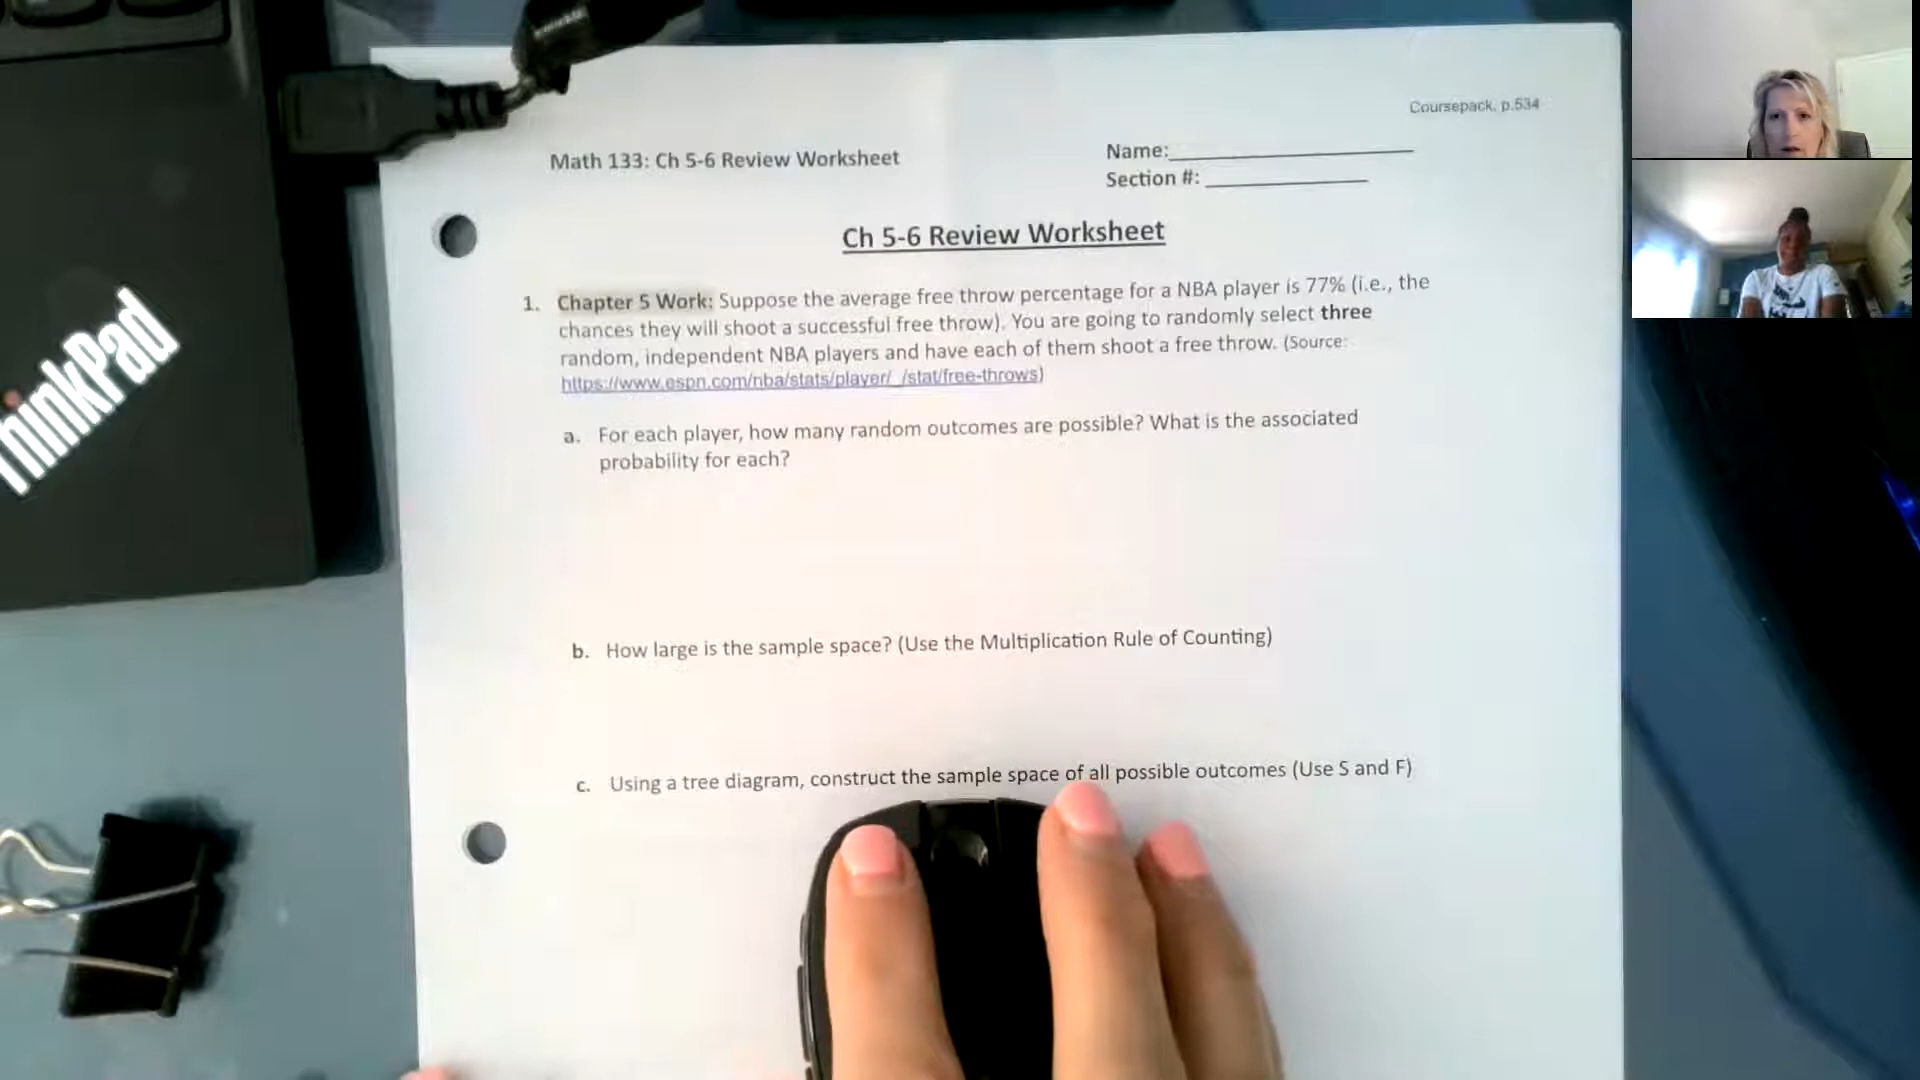 Coursepack, p.534
Math 133: Ch 5-6 Review Worksheet
Name:
Section #:
Ch 5-6 Review Worksheet
1. Chapter 5 Work: Suppose the average free throw percentage for a NBA player is 77% (i.e., the
chances they will shoot a successful free throw). You are going to randomly select three
random, independent NBA players and have each of them shoot a free throw. (Source:
https://www.espn.com/nba/stats/player/_/stat/free-throws)
a. For each player, how many random outcomes are possible? What is the associated
probability for each?
b. How large is the sample space? (Use the Multiplication Rule of Counting)
c. Using a tree diagram, construct the sample space of all possible outcomes (Use S and F)
ThinkPad